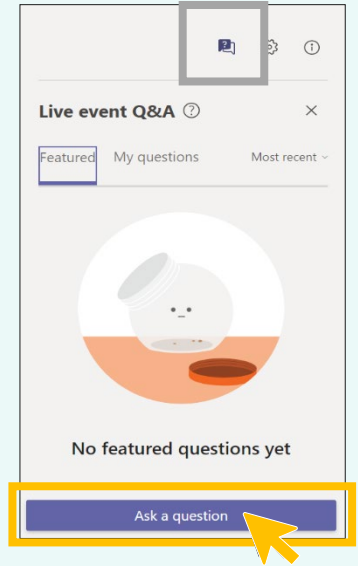 Live event Q&A
Featured My questions Most recent
No featured questions yet
Ask a question